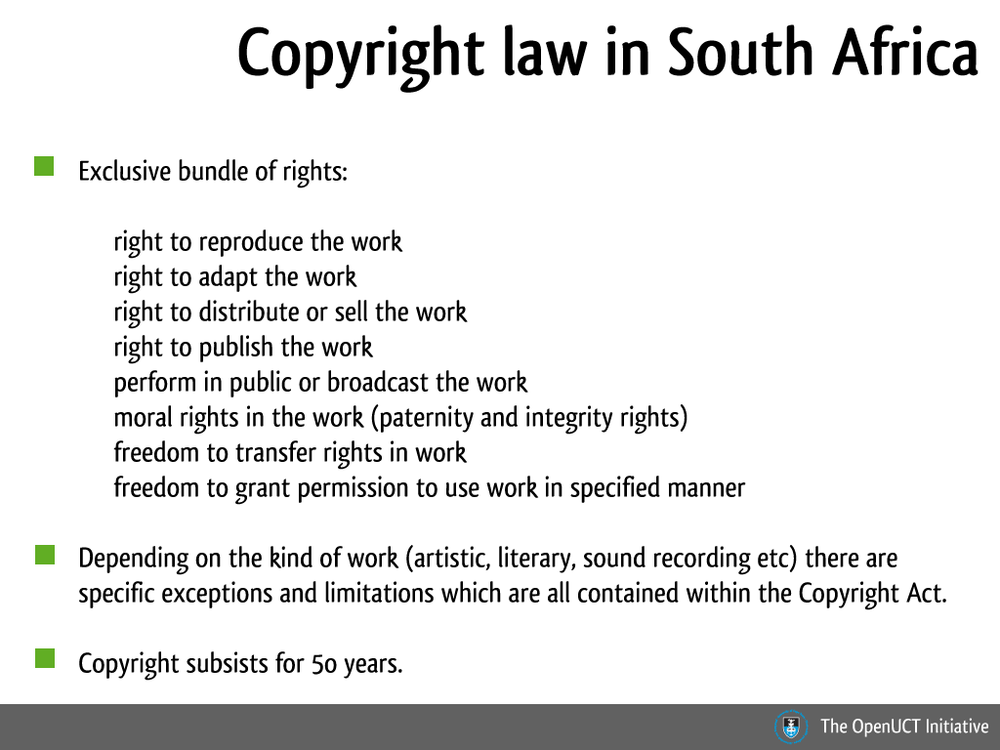 Copyright law in South Africa
Exclusive bundle of rights:
right to reproduce the work
right to adapt the work
right to distribute or sell the work
right to publish the work
perform in public or broadcast the work
moral rights in the work (paternity and integrity rights)
freedom to transfer rights in work
freedom to grant permission to use work in specified manner
Depending on the kind of work (artistic, literary, sound recording etc) there are
specific exceptions and limitations which are all contained within the Copyright Act.
Copyright subsists for 50 years.
The OpenUCT Initiative